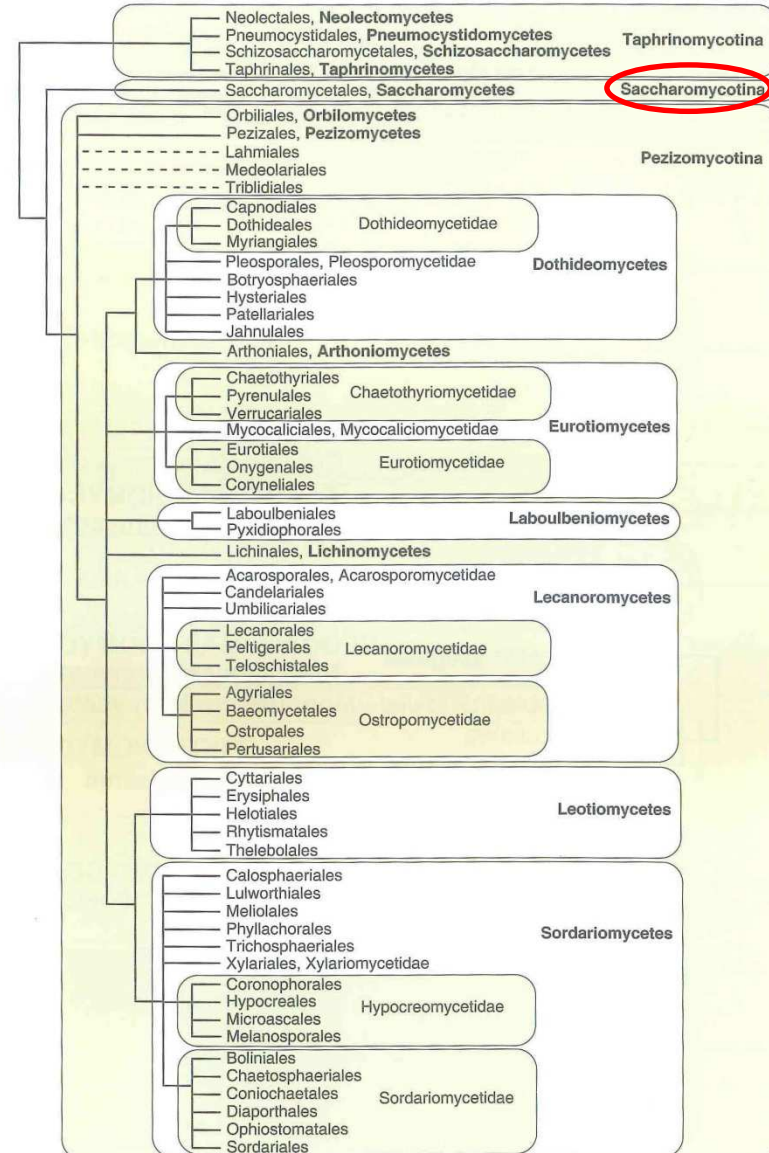 Neolectales, Neolectomycetes
Pneumocystidales, Pneumocystidomycetes
Schizosaccharomycetales, Schizosaccharomycetes
Taphrinales, Taphrinomycetes
Taphrinomycotina
Saccharomycetales, Saccharomycetes
Saccharomycotina
Orbiliales, Orbilomycetes
Pezizales, Pezizomycetes
Lahmiales
Medeolariales
Triblidiales
Pezizomycotina
Capnodiales
Dothideales
Myriangiales
Dothideomycetidae
Pleosporales, Pleosporomycetidae
Botryosphaeriales
Hysteriales
Patellariales
Jahnulales
Dothideomycetes
Arthoniales, Arthoniomycetes
Chaetothyriales
Pyrenulales
Verrucariales
Chaetothyriomycetidae
Mycocaliciales, Mycocaliciomycetidae
Eurotiomycetes
Eurotiales
Onygenales
Coryneliales
Eurotiomycetidae
Laboulbeniales
Pyxidiophorales
Laboulbeniomycetes
Lichinales, Lichinomycetes
Acarosporales, Acarosporomycetidae
Candelariales
Umbilicariales
Lecanoromycetes
Lecanorales
Peltigerales
Teloschistales
Lecanoromycetidae
Agyriales
Baeomycetales
Ostropales
Pertusariales
Ostropomycetidae
Cyttariales
Erysiphales
Helotiales
Rhytismatales
Thelebolales
Leotiomycetes
Calosphaeriales
Lulworthiales
Meliolales
Phyllachorales
Trichosphaeriales
Xylariales, Xylariomycetidae
Sordariomycetes
Coronophorales
Hypocreales
Microascales
Melanosporales
Hypocreomycetidae
Boliniales
Chaetosphaeriales
Coniochaetales
Diaporthales
Ophiostomatales
Sordariales
Sordariomycetidae